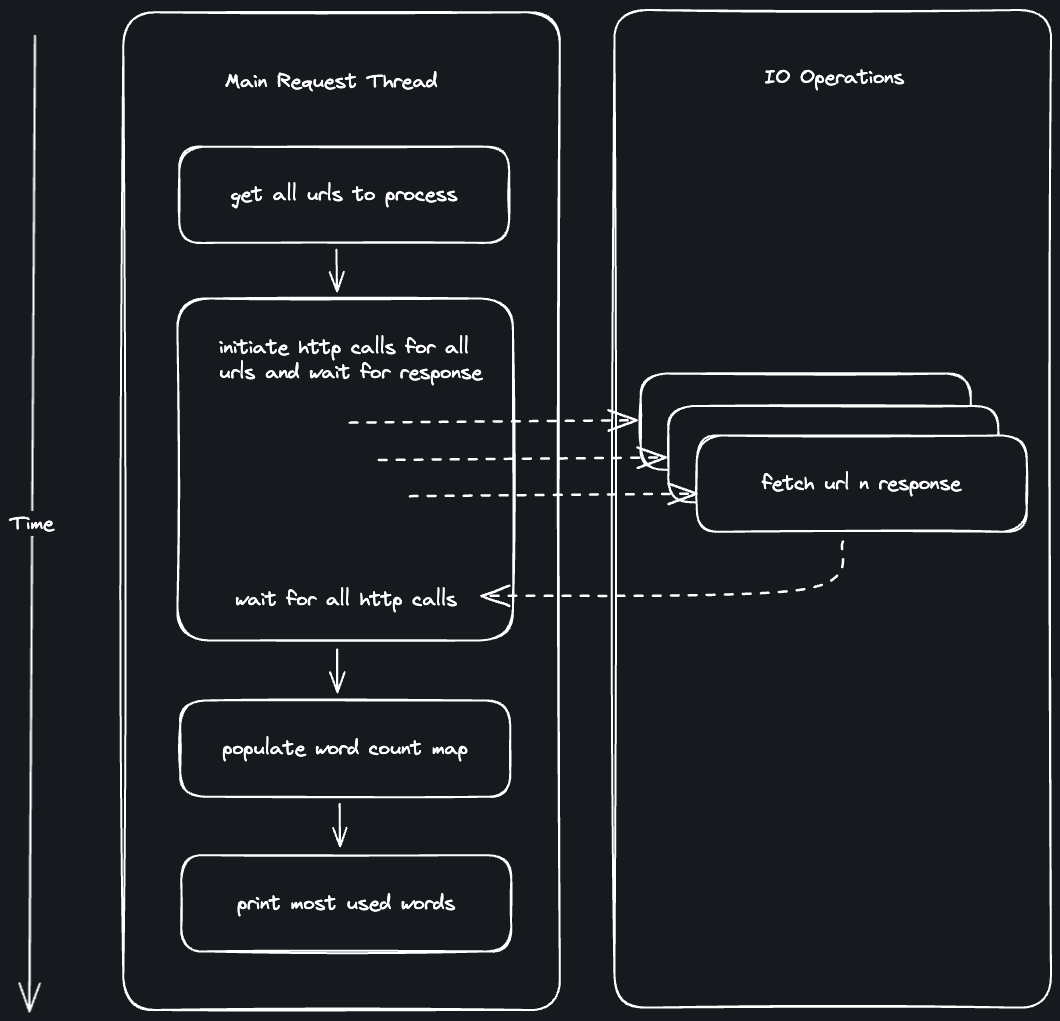 Main Request Thread
IO Operations
get all urls to process
initiate http calls for all
urls and wait for response
fetch url n response
Time
wait for all http calls
populate word count map
print most used words